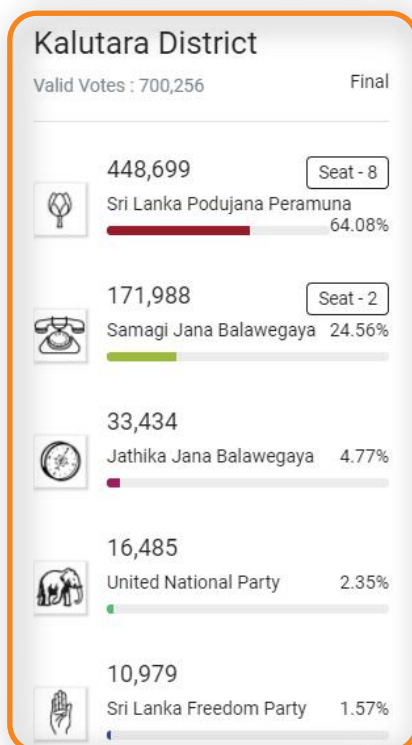 Kalutara District
Valid Votes : 700,256 Final
448,699 Seat - 8
Sri Lanka Podujana Peramuna
64.08%
171,988 Seat - 2
Samagi Jana Balawegaya 24.56%
33,434
Jathika Jana Balawegaya 4.77%
16,485
United National Party 2.35%
10,979
Sri Lanka Freedom Party 1.57%